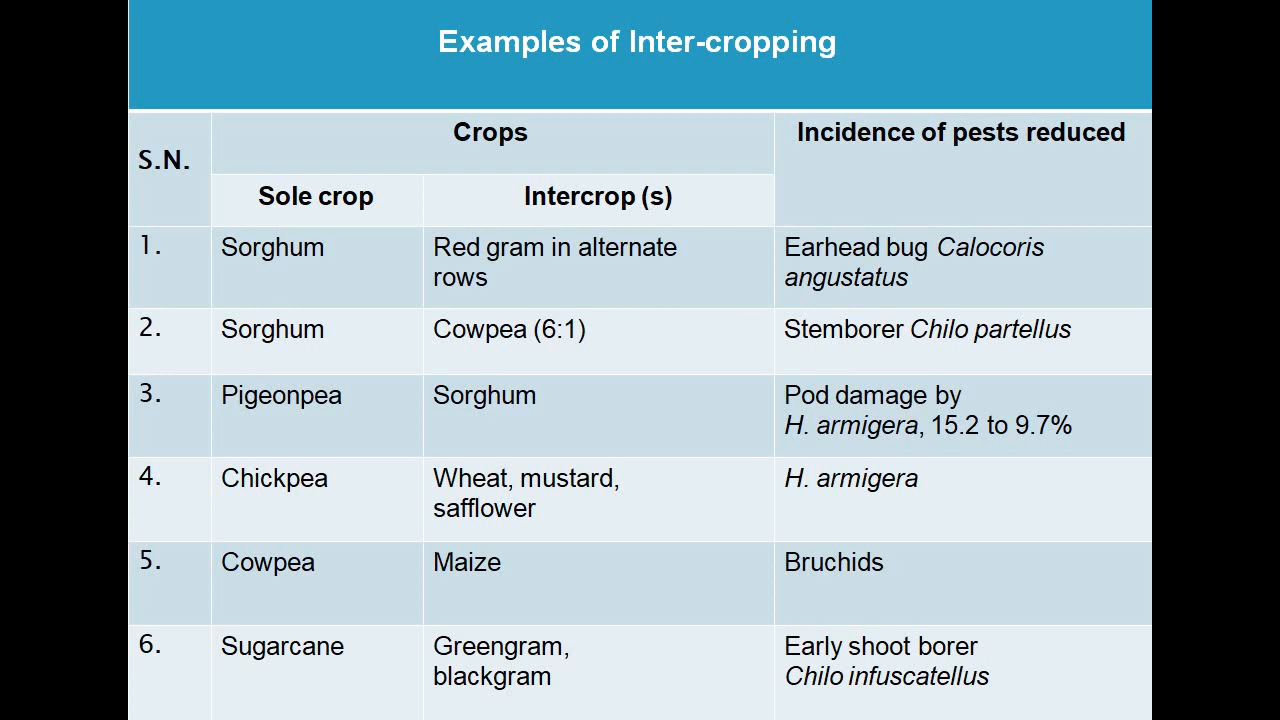 Examples of Inter-cropping
S.N.
Crops
Incidence of pests reduced
Sole crop
Intercrop (s)
1.
Sorghum
Red gram in alternate
rows
Earhead bug Calocoris
angustatus
2.
Sorghum
Cowpea (6:1)
Stemborer Chilo partellus
3.
Pigeonpea
Sorghum
Pod damage by
H. armigera, 15.2 to 9.7%
4.
Chickpea
Wheat, mustard,
safflower
H. armigera
5.
Cowpea
Maize
Bruchids
6.
Sugarcane
Greengram,
blackgram
Early shoot borer
Chilo infuscatellus